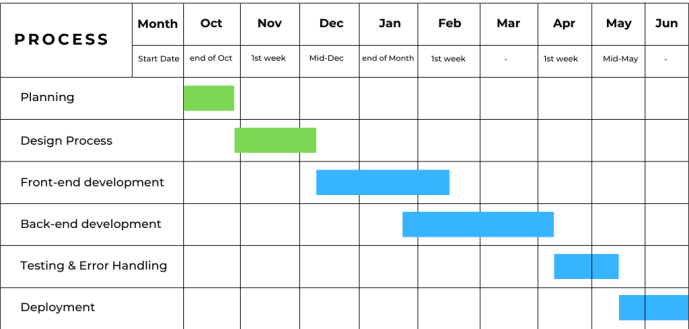 PROCESS
Month Oct Nov Dec Jan Feb Mar Apr May Jun
Start Date end of Oct 1st week Mid-Dec end of Month 1st week - 1st week Mid-May -
Planning
Design Process
Front-end development
Back-end development
Testing & Error Handling
Deployment